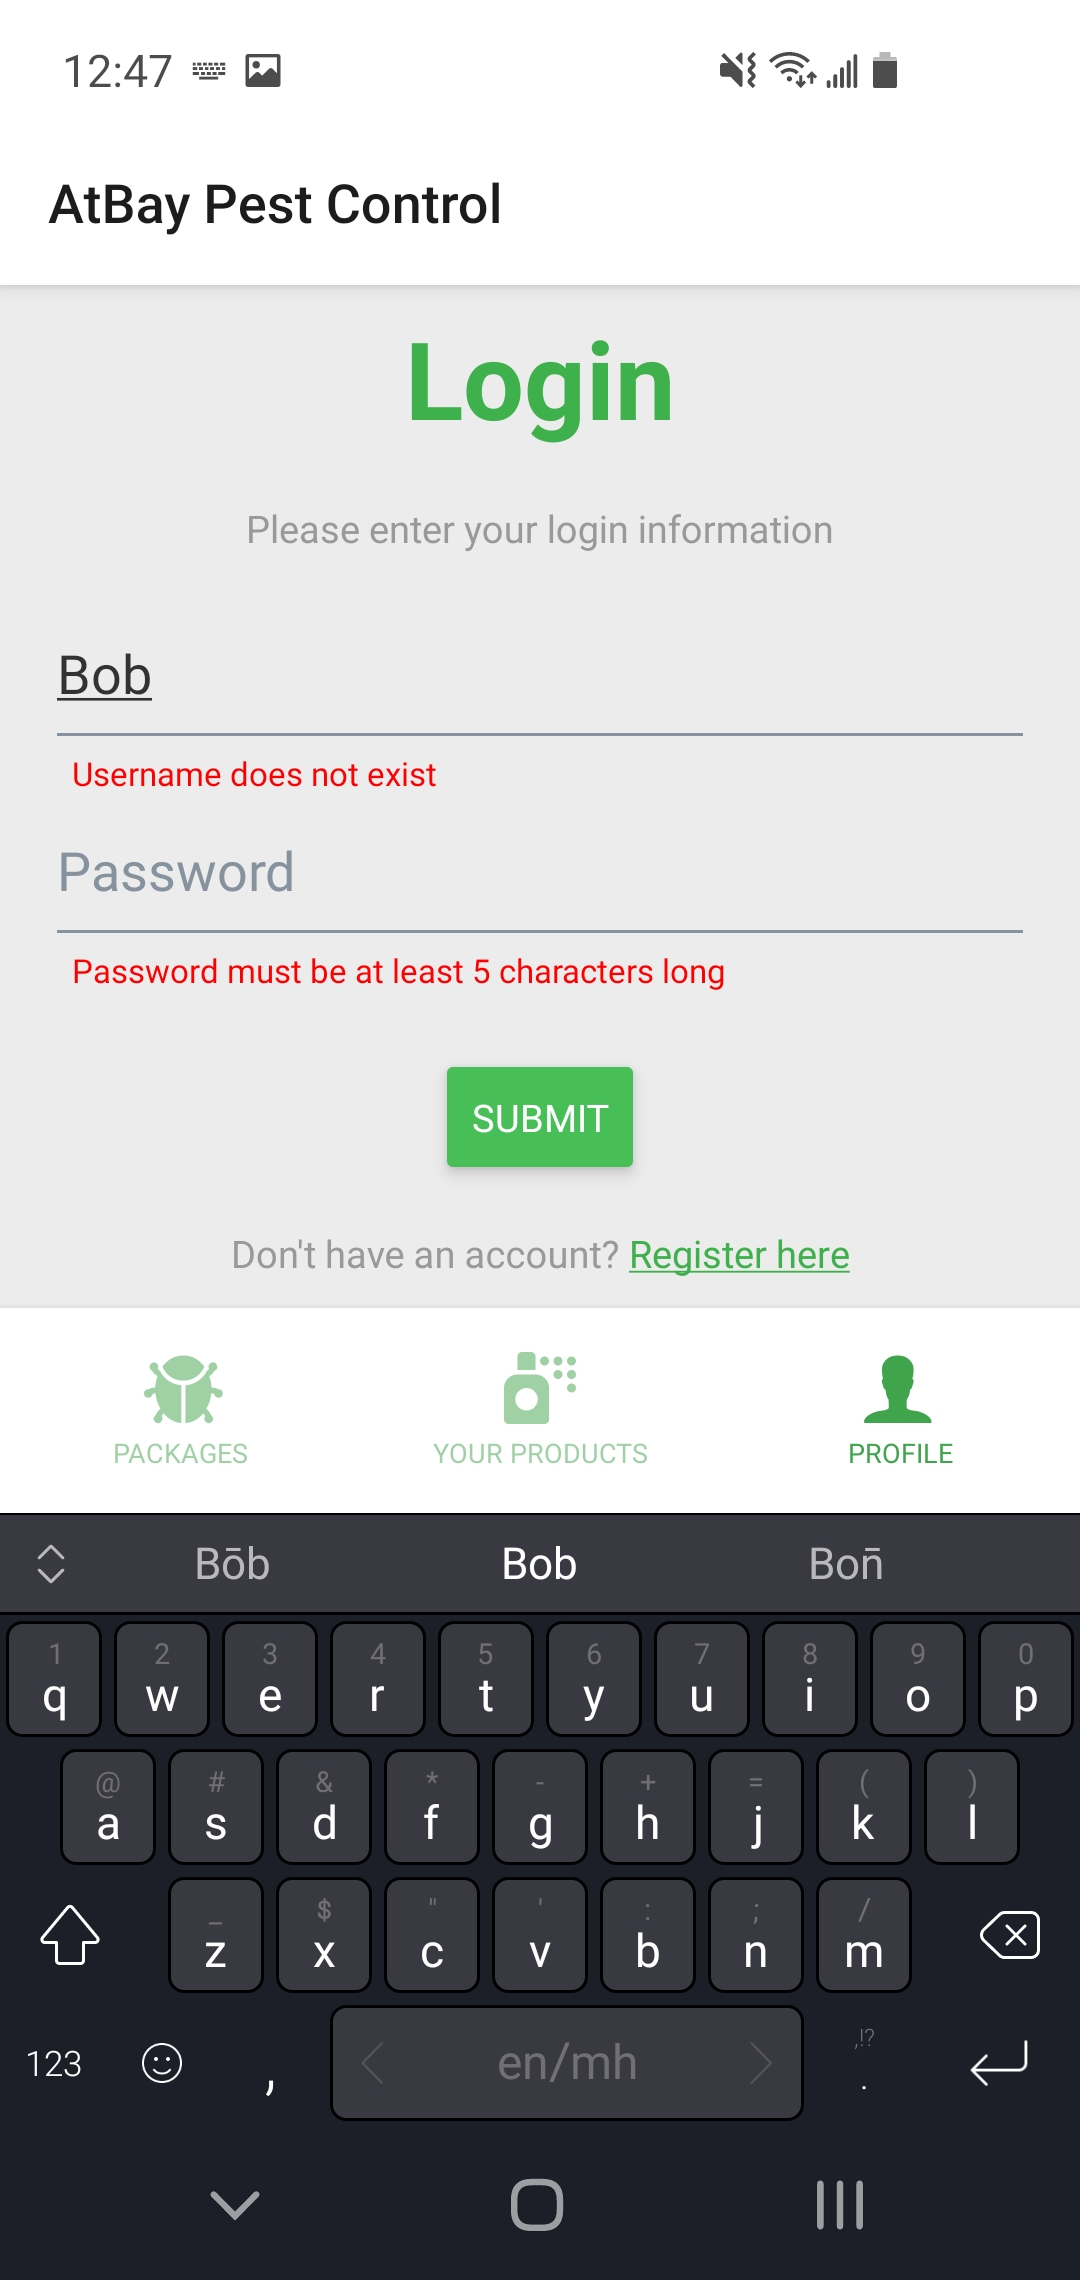 12:47
AtBay Pest Control
Login
Please enter your login information
Bob
Username does not exist
Password
Password must be at least 5 characters long
SUBMIT
Don't have an account? Register here
PACKAGES YOUR PRODUCTS PROFILE
Bōb Bob Bon̄
1 2 3 4 5 6 7 8 9 0
q w e r t y u i o p
@ # & * - + = ( )
a s d f g h j k l
_ $ " ' : ; /
z x c v b n m
,!?
123 , en/mh .